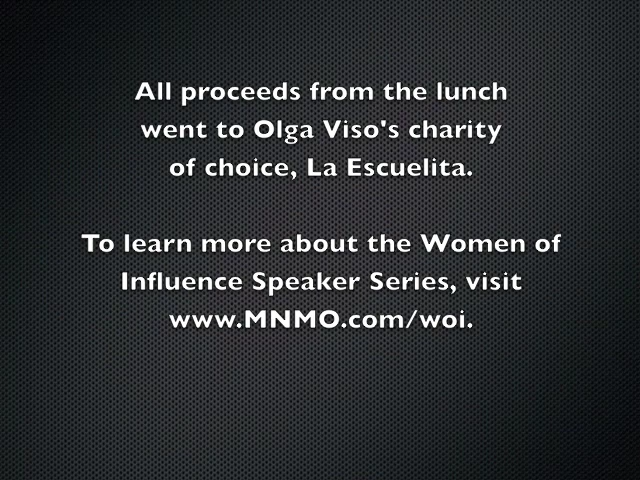 All proceeds from the lunch
went to Olga Viso's charity
of choice, La Escuelita.
To learn more about the Women of
Influence Speaker Series, visit
www.MNMO.com/woi.